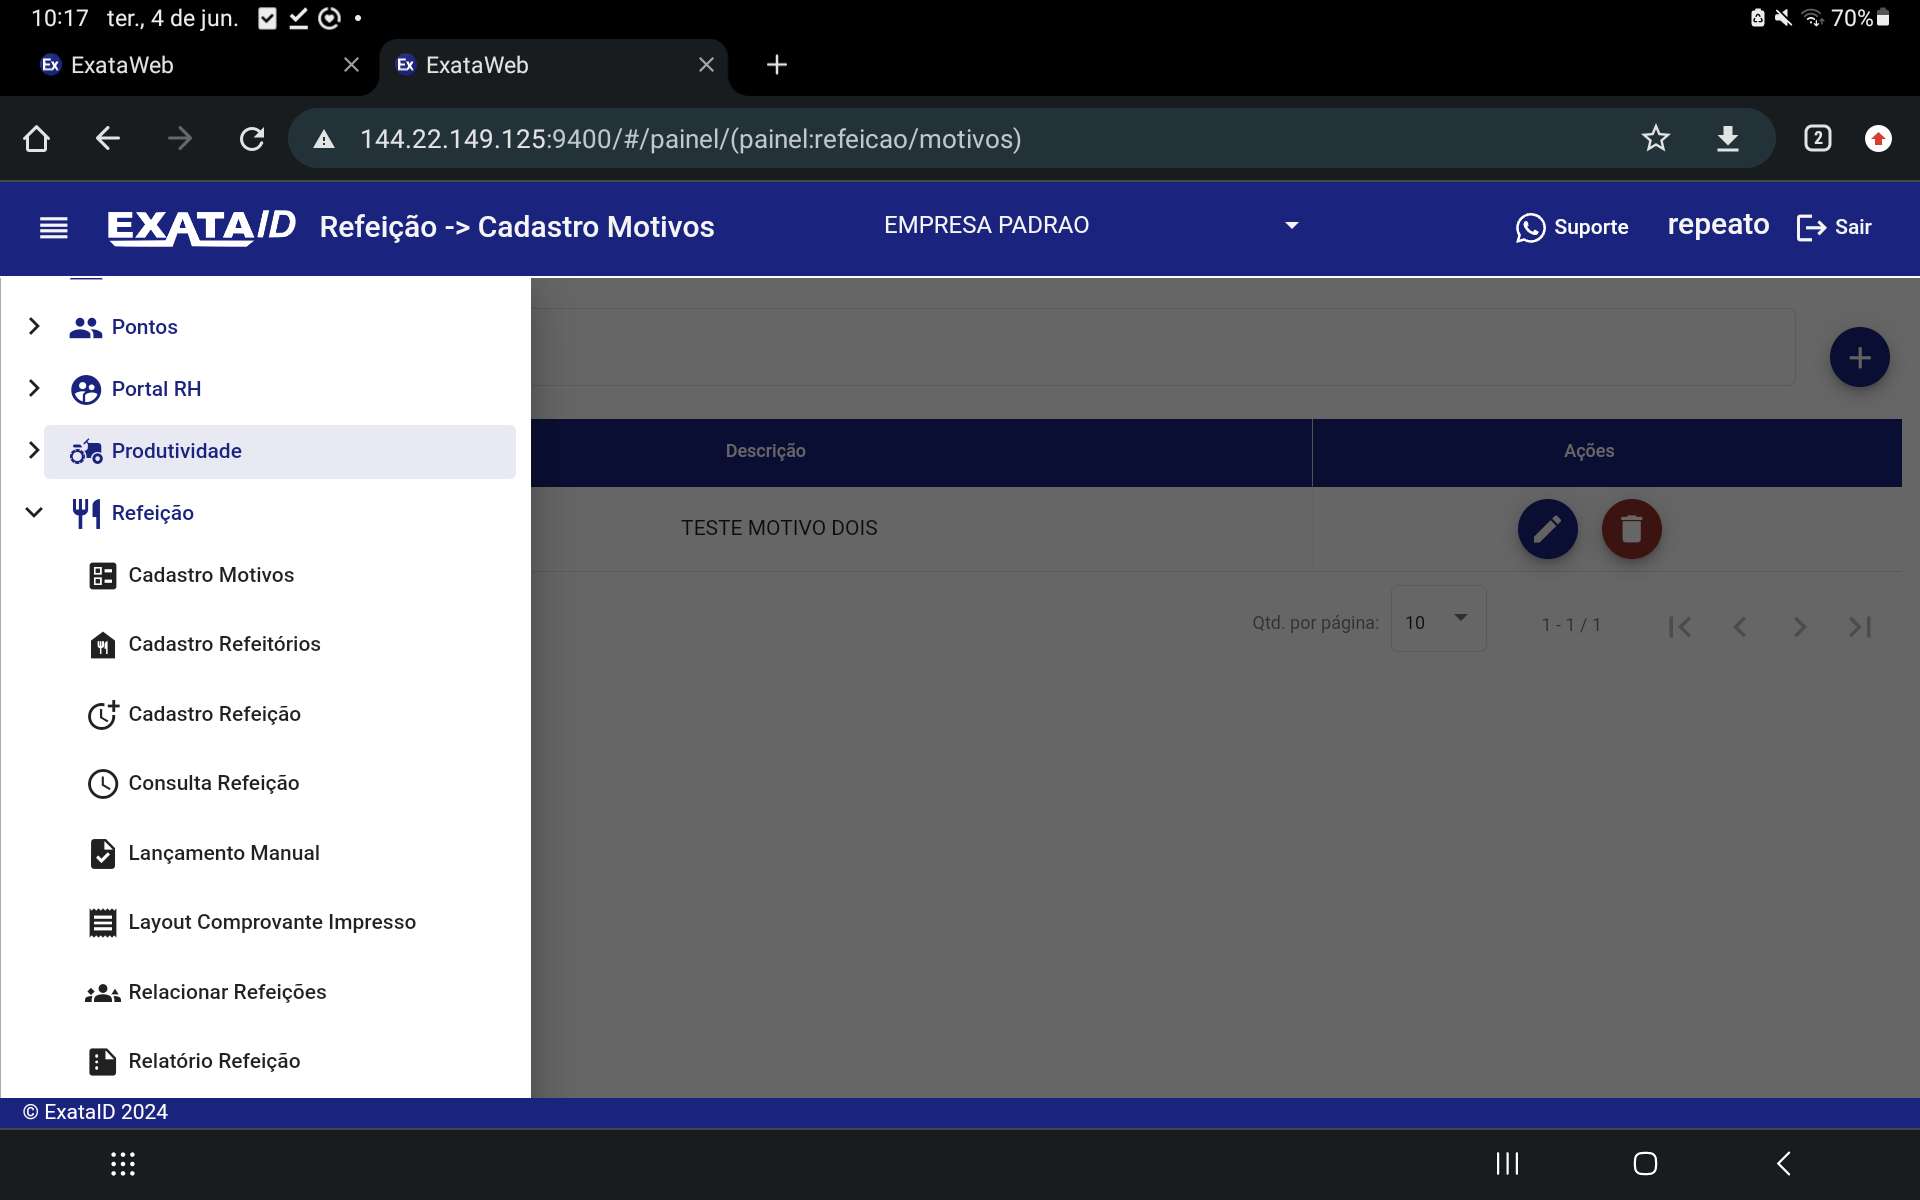 10:17 ter., 4 de jun.
70%
Ex ExataWeb
Ex ExataWeb
144.22.149.125:9400/#/painel/(painel:refeicao/motivos)
2
EXATAID Refeição -> Cadastro Motivos
EMPRESA PADRAO
Suporte
repeato
Sair
Pontos
Portal RH
Produtividade
Refeição
Cadastro Motivos
Cadastro Refeitórios
Cadastro Refeição
Consulta Refeição
Lançamento Manual
Layout Comprovante Impresso
Relacionar Refeições
Relatório Refeição
Descrição
Ações
TESTE MOTIVO DOIS
Qtd. por página:
10
1 - 1 / 1
© ExataID 2024